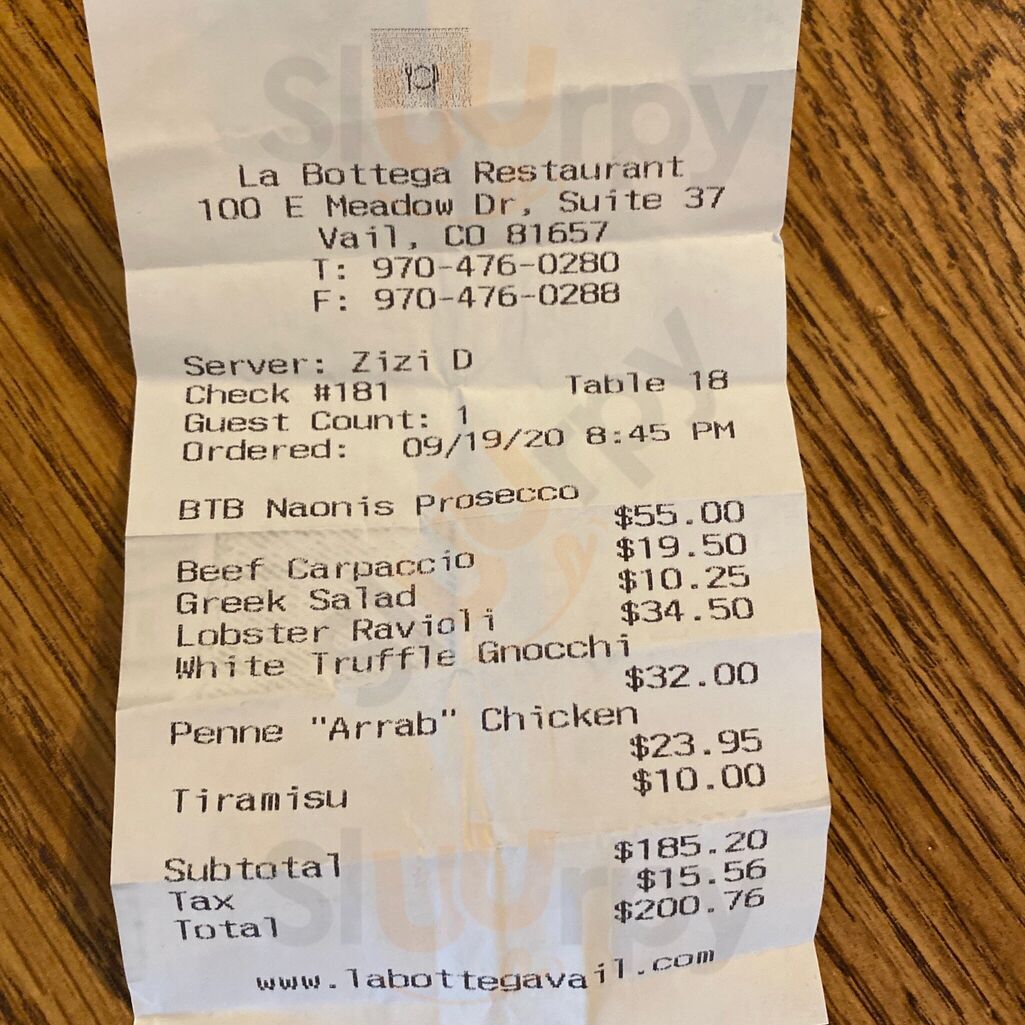 La Bottega Restaurant
100 E Meadow Dr, Suite 37
Vail, CO 81657
T: 970-476-0280
F: 970-476-0288
Server: Zizi D
Check #181 Table 18
Guest Count: 1
Ordered: 09/19/20 8:45 PM
BTB Naonis Prosecco
$55.00
Beef Carpaccio $19.50
Greek Salad $10.25
Lobster Ravioli $34.50
White Truffle Gnocchi
$32.00
Penne "Arrab" Chicken
$23.95
Tiramisu $10.00
Subtotal $185.20
Tax $15.56
Total $200.76
www.labottegavail.com
Sluurpy
Sluurpy
Sluurpy